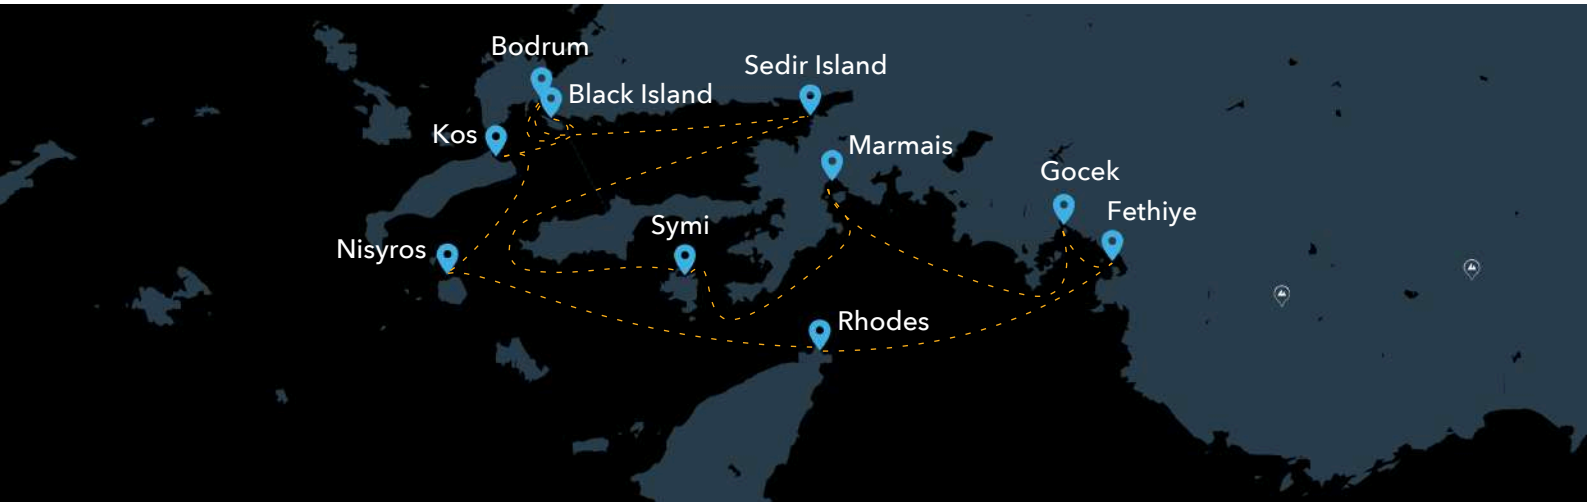 Bodrum
Sedir Island
Black Island
Kos
Marmais
Gocek
Fethiye
Symi
Nisyros
Rhodes